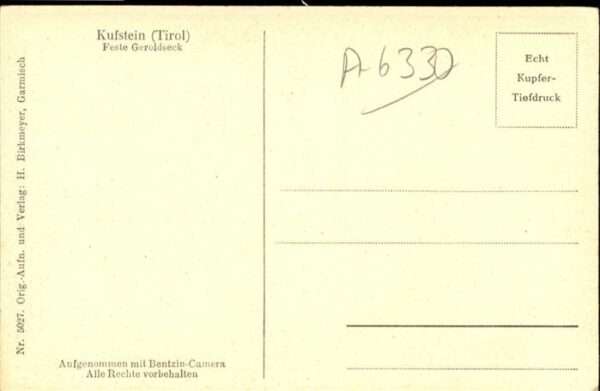 Kufstein (Tirol)
Feste Geroldseck
A6330
Echt
Kupfer-
Tiefdruck
Nr. 5027. Orig.-Aufn. und Verlag: H. Birkmeyer, Garmisch
Aufgenommen mit Bentzin-Camera
Alle Rechte vorbehalten